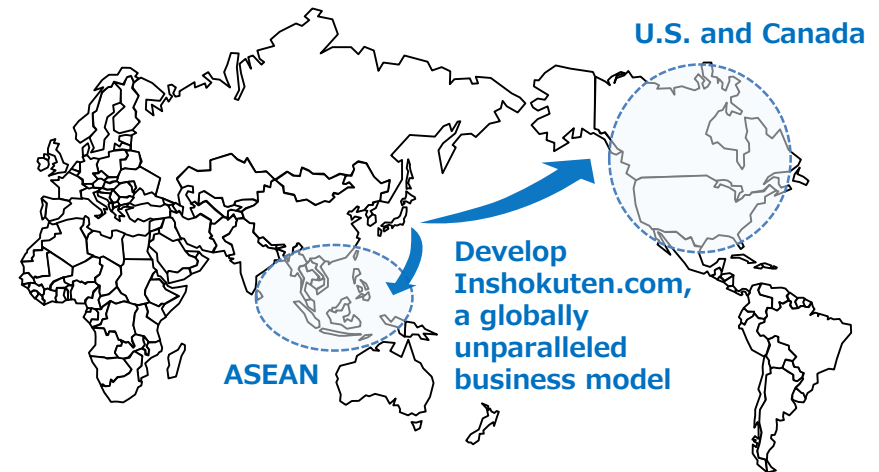 U.S. and Canada
Develop
Inshokuten.com,
a globally
unparalleled
business model
ASEAN